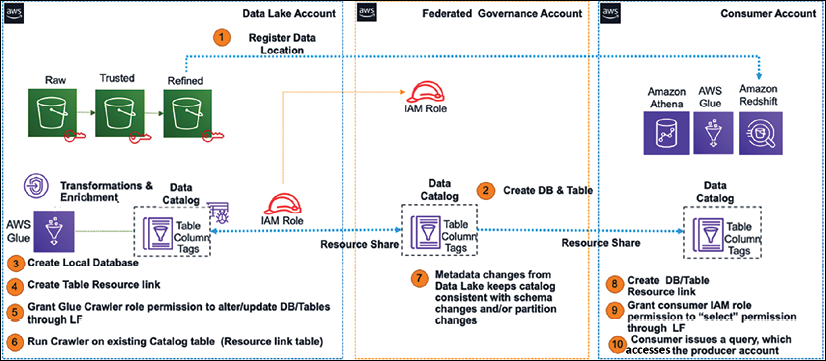 aws
Data Lake Account
aws
Federated Governance Account
aws
Consumer Account
1
Register Data
Location
Raw
Trusted
Refined
IAM Role
Amazon
Athena
AWS
Glue
Amazon
Redshift
Transformations &
Enrichment
Data
Catalog
AWS
Glue
Table
Column
Tags
IAM Role
Resource Share
Data
Catalog
Table
Column
Tags
2
Create DB & Table
Resource Share
Data
Catalog
Table
Column
Tags
3 Create Local Database
4 Create Table Resource link
5 Grant Glue Crawler role permission to alter/update DB/Tables
through LF
6 Run Crawler on existing Catalog table (Resource link table)
7 Metadata changes from
Data Lake keeps catalog
consistent with schema
changes and/or partition
changes
8 Create DB/Table
Resource link
9 Grant consumer IAM role
permission to “select” permission
through LF
10 Consumer issues a query, which
accesses the producer account